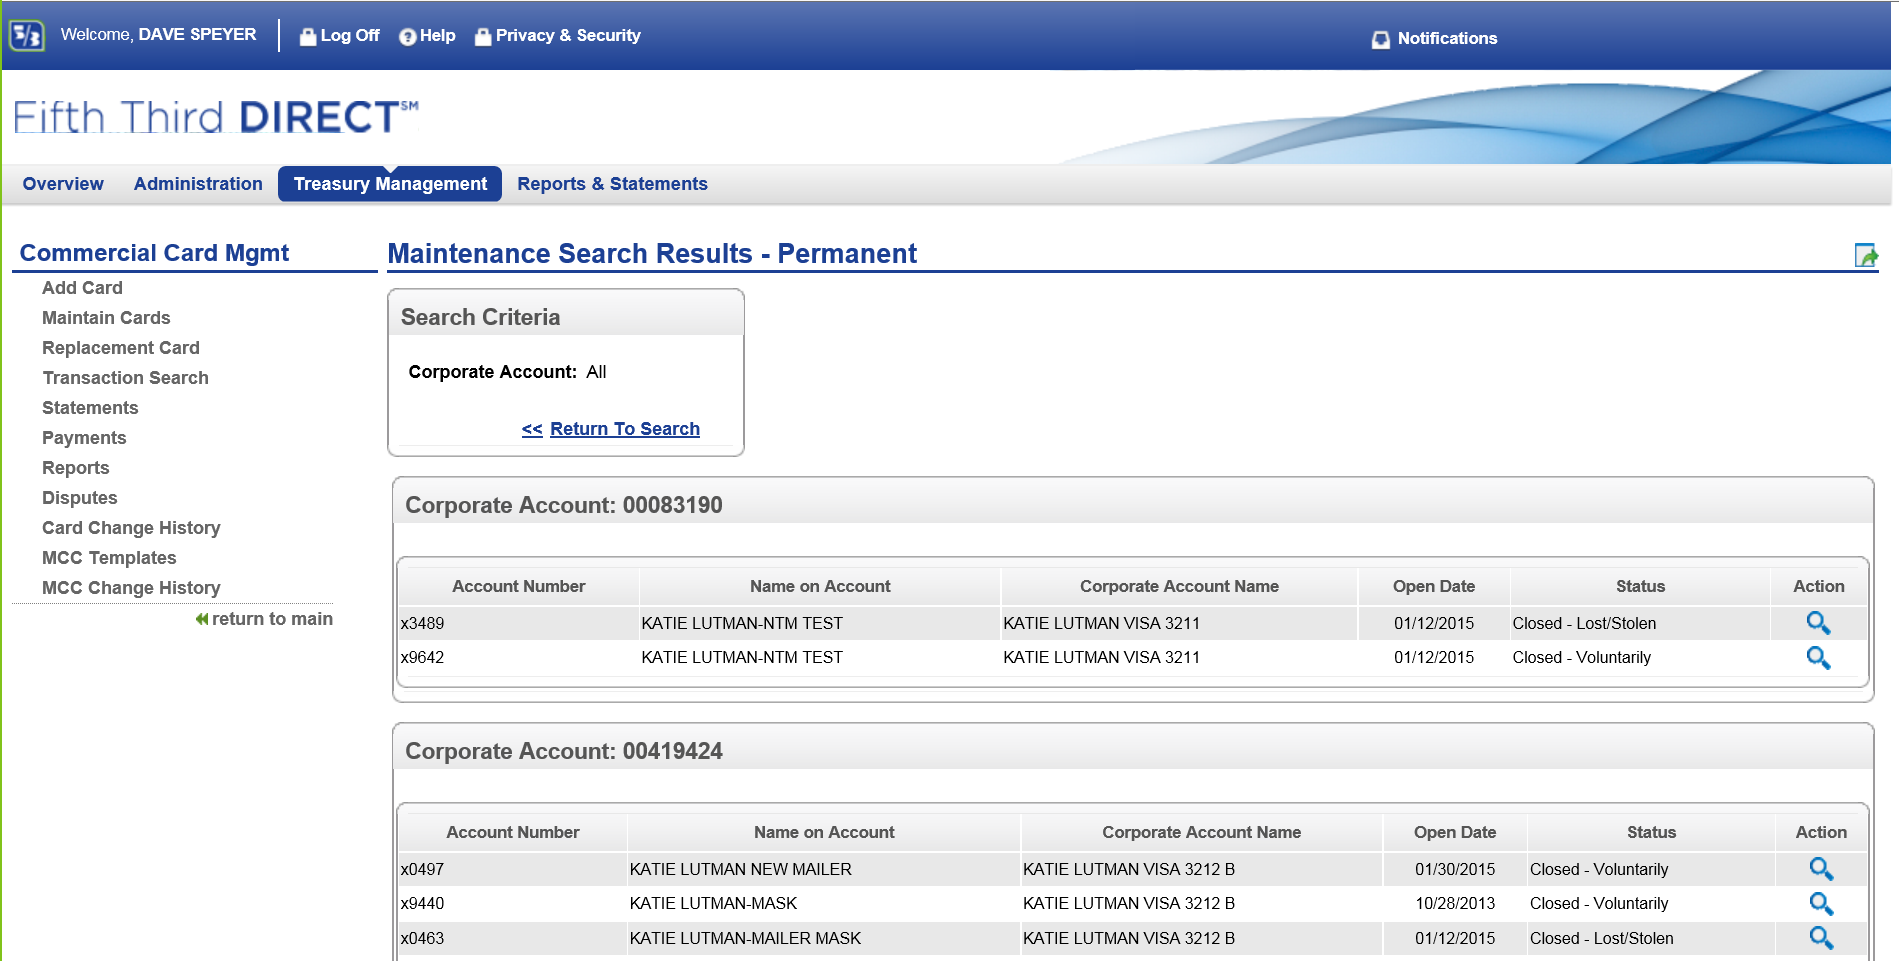 5/3 Welcome, DAVE SPEYER Log Off Help Privacy & Security Notifications
Fifth Third DIRECT℠
Overview Administration Treasury Management Reports & Statements
Commercial Card Mgmt
Add Card
Maintain Cards
Replacement Card
Transaction Search
Statements
Payments
Reports
Disputes
Card Change History
MCC Templates
MCC Change History
return to main
Maintenance Search Results - Permanent
Search Criteria
Corporate Account: All
<< Return To Search
Corporate Account: 00083190
Account Number Name on Account Corporate Account Name Open Date Status Action
x3489 KATIE LUTMAN-NTM TEST KATIE LUTMAN VISA 3211 01/12/2015 Closed - Lost/Stolen
x9642 KATIE LUTMAN-NTM TEST KATIE LUTMAN VISA 3211 01/12/2015 Closed - Voluntarily
Corporate Account: 00419424
Account Number Name on Account Corporate Account Name Open Date Status Action
x0497 KATIE LUTMAN NEW MAILER KATIE LUTMAN VISA 3212 B 01/30/2015 Closed - Voluntarily
x9440 KATIE LUTMAN-MASK KATIE LUTMAN VISA 3212 B 10/28/2013 Closed - Voluntarily
x0463 KATIE LUTMAN-MAILER MASK KATIE LUTMAN VISA 3212 B 01/12/2015 Closed - Lost/Stolen